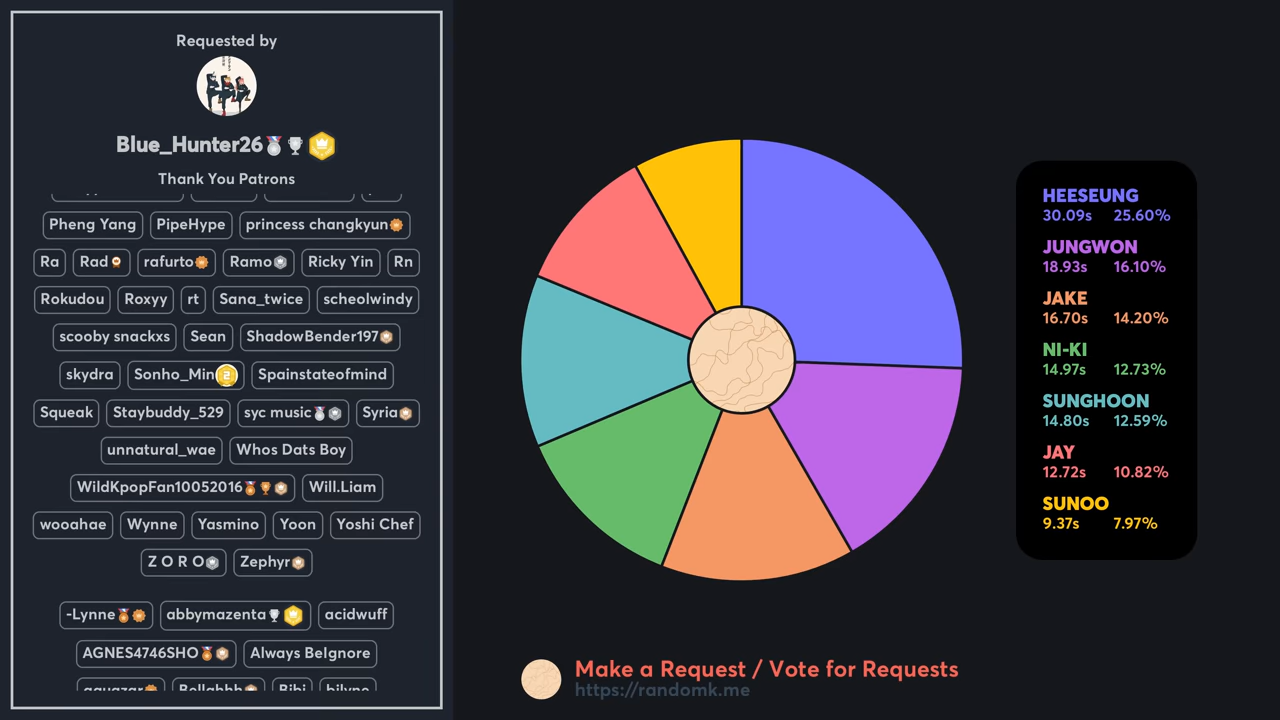 Requested by
Blue_Hunter26
Thank You Patrons
Pheng Yang PipeHype princess changkyun
Ra Rad rafurto Ramo Ricky Yin Rn
Rokudou Roxyy rt Sana_twice scheolwindy
scooby snackxs Sean ShadowBender197
skydra Sonho_Min Spainstateofmind
Squeak Staybuddy_529 syc music Syria
unnatural_wae Whos Dats Boy
WildKpopFan10052016 Will.Liam
wooahae Wynne Yasmino Yoon Yoshi Chef
Z O R O Zephyr
-Lynne abbymazenta acidwuff
AGNES4746SHO Always Belgnore
HEESEUNG
30.09s 25.60%
JUNGWON
18.93s 16.10%
JAKE
16.70s 14.20%
NI-KI
14.97s 12.73%
SUNGHOON
14.80s 12.59%
JAY
12.72s 10.82%
SUNOO
9.37s 7.97%
Make a Request / Vote for Requests
https://randomk.me